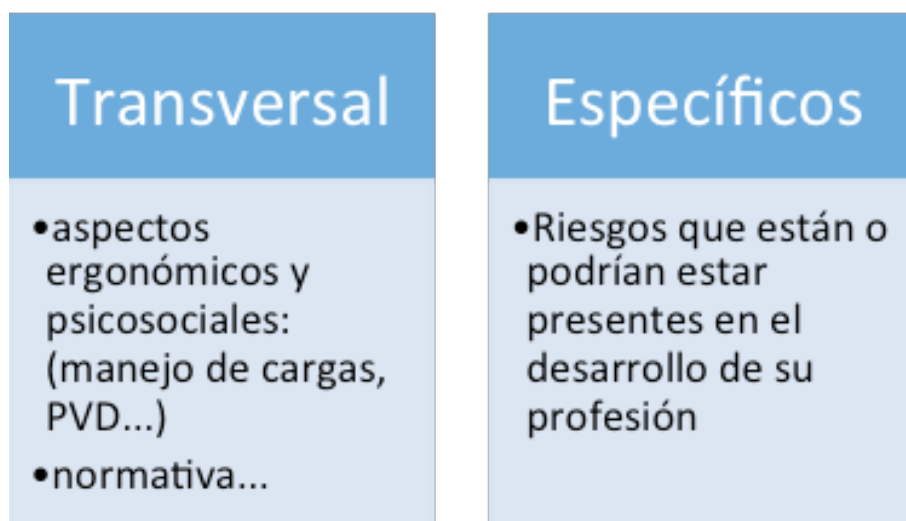 Transversal
•aspectos
ergonómicos y
psicosociales:
(manejo de cargas,
PVD...)
•normativa...
Específicos
•Riesgos que están o
podrían estar
presentes en el
desarrollo de su
profesión